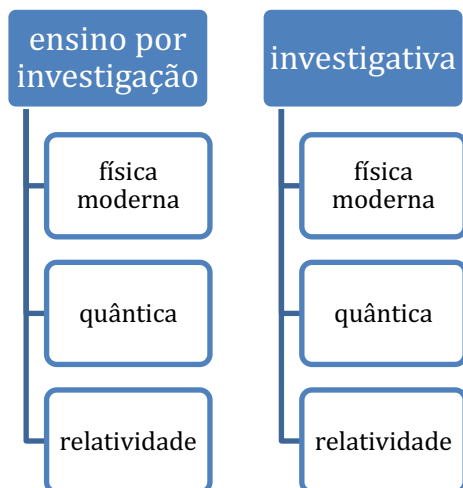 ensino por
investigação
física
moderna
quântica
relatividade
investigativa
física
moderna
quântica
relatividade